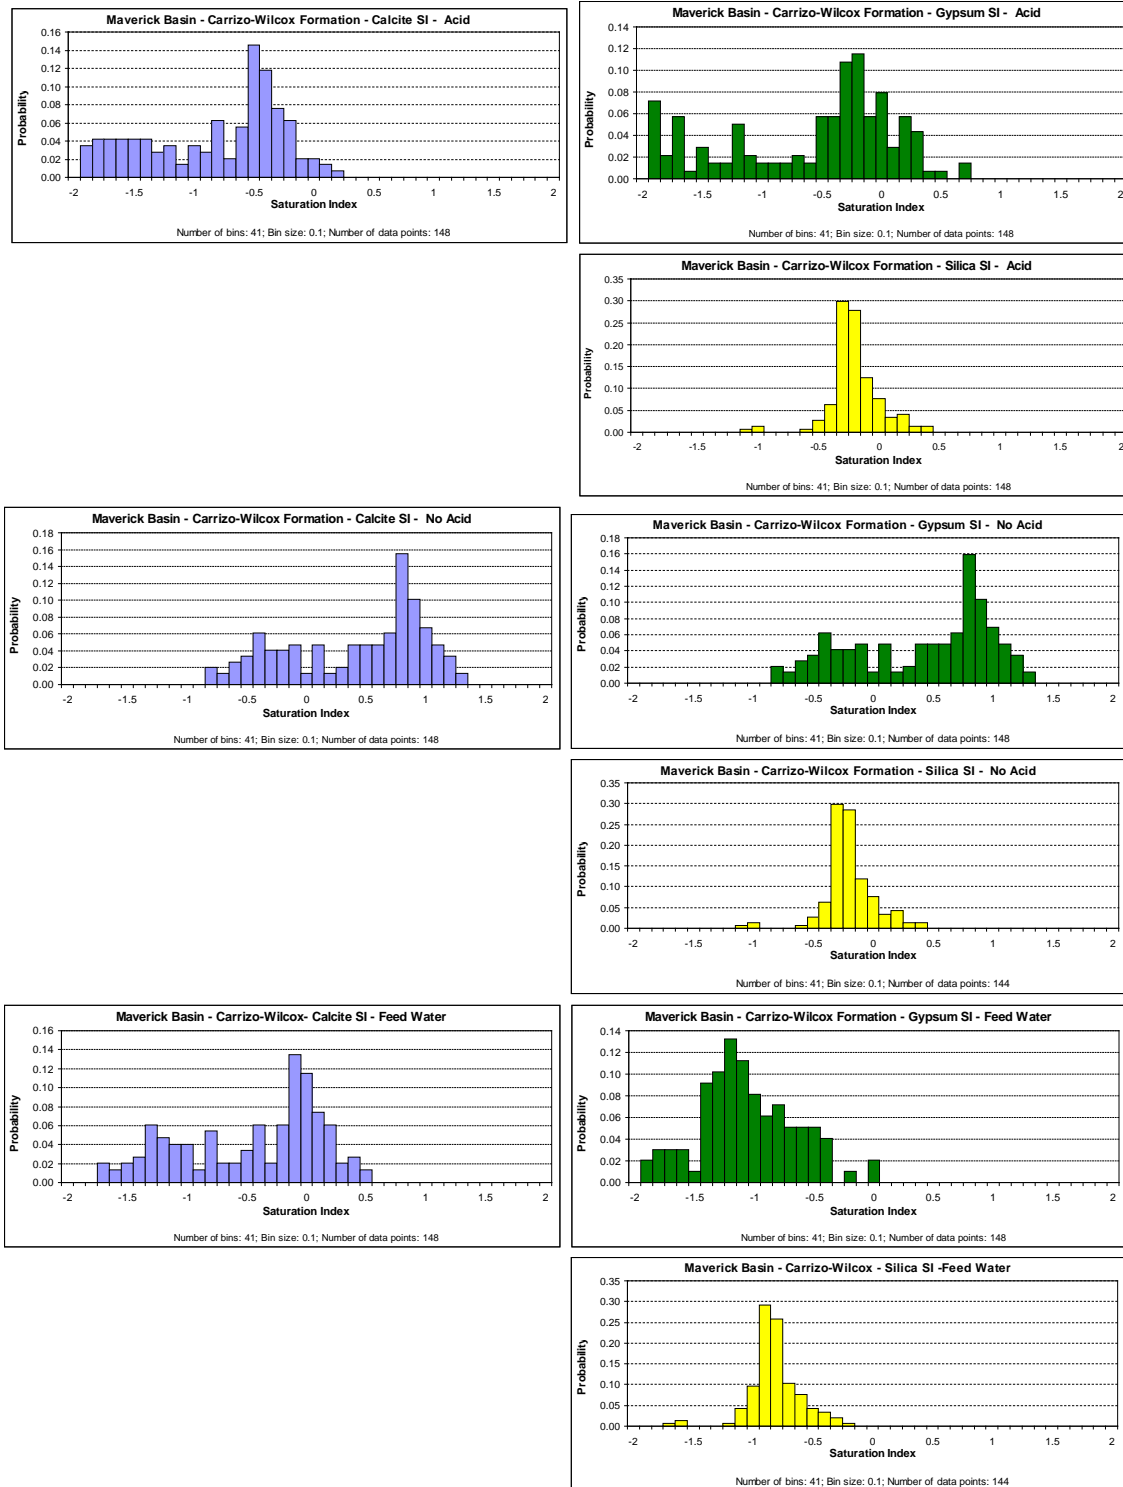 Maverick Basin - Carrizo-Wilcox Formation - Calcite SI - Acid
0.16
0.14
0.12
0.10
0.08
0.06
0.04
0.02
0.00
Probability
-2 -1.5 -1 -0.5 0 0.5 1 1.5 2
Saturation Index
Number of bins: 41; Bin size: 0.1; Number of data points: 148
Maverick Basin - Carrizo-Wilcox Formation - Gypsum SI - Acid
0.14
0.12
0.10
0.08
0.06
0.04
0.02
0.00
Probability
-2 -1.5 -1 -0.5 0 0.5 1 1.5 2
Saturation Index
Number of bins: 41; Bin size: 0.1; Number of data points: 148
Maverick Basin - Carrizo-Wilcox Formation - Silica SI - Acid
0.35
0.30
0.25
0.20
0.15
0.10
0.05
0.00
Probability
-2 -1.5 -1 -0.5 0 0.5 1 1.5 2
Saturation Index
Number of bins: 41; Bin size: 0.1; Number of data points: 148
Maverick Basin - Carrizo-Wilcox Formation - Calcite SI - No Acid
0.18
0.16
0.14
0.12
0.10
0.08
0.06
0.04
0.02
0.00
Probability
-2 -1.5 -1 -0.5 0 0.5 1 1.5 2
Saturation Index
Number of bins: 41; Bin size: 0.1; Number of data points: 148
Maverick Basin - Carrizo-Wilcox Formation - Gypsum SI - No Acid
0.18
0.16
0.14
0.12
0.10
0.08
0.06
0.04
0.02
0.00
Probability
-2 -1.5 -1 -0.5 0 0.5 1 1.5 2
Saturation Index
Number of bins: 41; Bin size: 0.1; Number of data points: 148
Maverick Basin - Carrizo-Wilcox Formation - Silica SI - No Acid
0.35
0.30
0.25
0.20
0.15
0.10
0.05
0.00
Probability
-2 -1.5 -1 -0.5 0 0.5 1 1.5 2
Saturation Index
Number of bins: 41; Bin size: 0.1; Number of data points: 144
Maverick Basin - Carrizo-Wilcox- Calcite SI - Feed Water
0.16
0.14
0.12
0.10
0.08
0.06
0.04
0.02
0.00
Probability
-2 -1.5 -1 -0.5 0 0.5 1 1.5 2
Saturation Index
Number of bins: 41; Bin size: 0.1; Number of data points: 148
Maverick Basin - Carrizo-Wilcox Formation - Gypsum SI - Feed Water
0.14
0.12
0.10
0.08
0.06
0.04
0.02
0.00
Probability
-2 -1.5 -1 -0.5 0 0.5 1 1.5 2
Saturation Index
Number of bins: 41; Bin size: 0.1; Number of data points: 148
Maverick Basin - Carrizo-Wilcox - Silica SI -Feed Water
0.35
0.30
0.25
0.20
0.15
0.10
0.05
0.00
Probability
-2 -1.5 -1 -0.5 0 0.5 1 1.5 2
Saturation Index
Number of bins: 41; Bin size: 0.1; Number of data points: 144